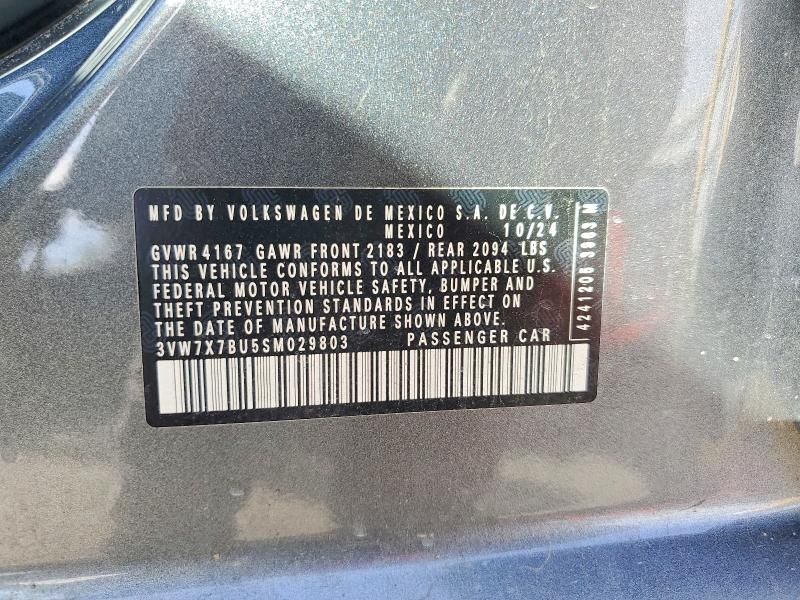 MFD BY VOLKSWAGEN DE MEXICO S.A. DE C.V.
MEXICO 10/24
GVWR 4167 GAWR FRONT 2183 / REAR 2094 LBS
THIS VEHICLE CONFORMS TO ALL APPLICABLE U.S.
FEDERAL MOTOR VEHICLE SAFETY, BUMPER AND
THEFT PREVENTION STANDARDS IN EFFECT ON
THE DATE OF MANUFACTURE SHOWN ABOVE.
3VW7X7BU5SM029803 PASSENGER CAR
4241206 3903 M